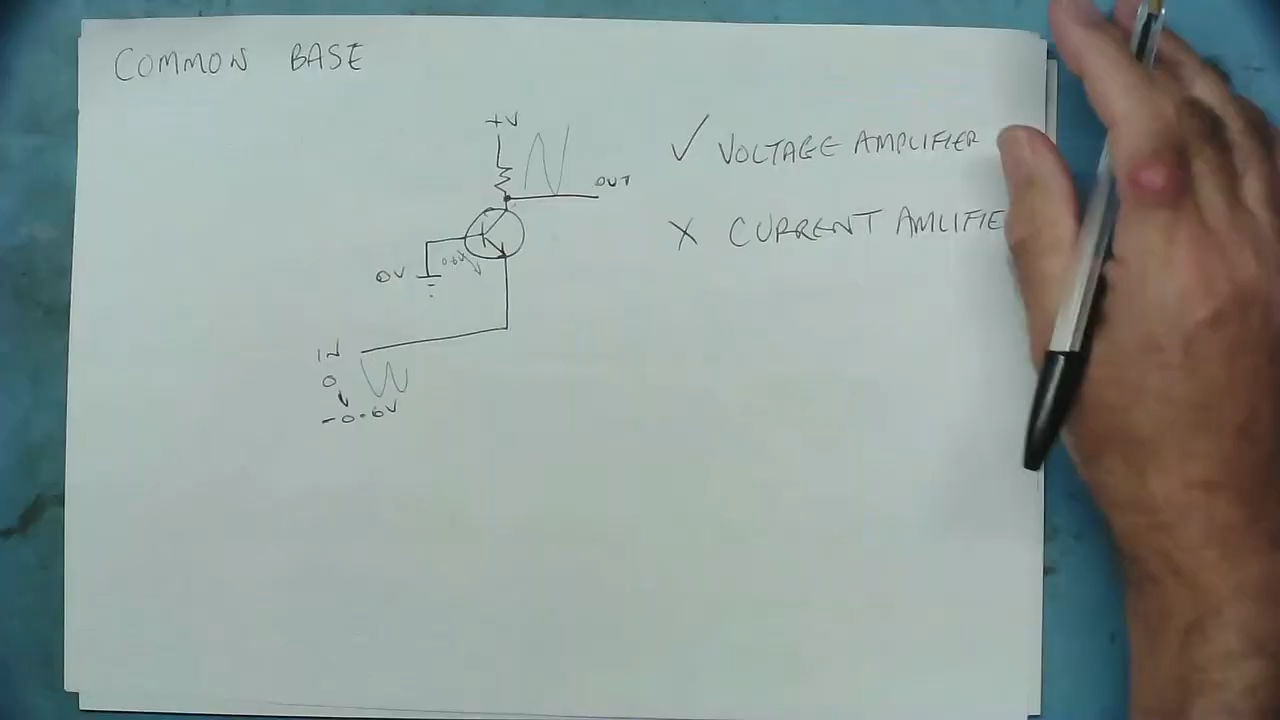 COMMON BASE
+V
✓ VOLTAGE AMPLIFIER
OUT
X CURRENT AMLIFIE
0V
IN
0
-0.6V